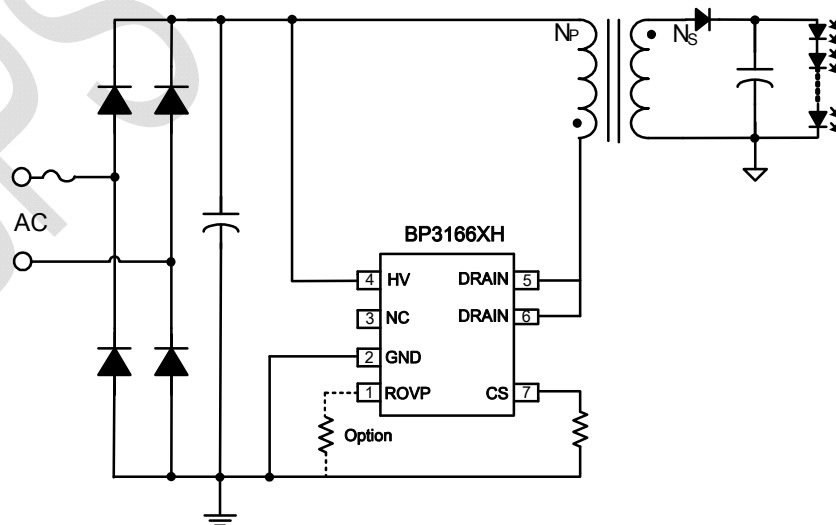 NP
NS
AC
BP3166XH
4 HV
DRAIN 5
3 NC
DRAIN 6
2 GND
1 ROVP
CS 7
Option